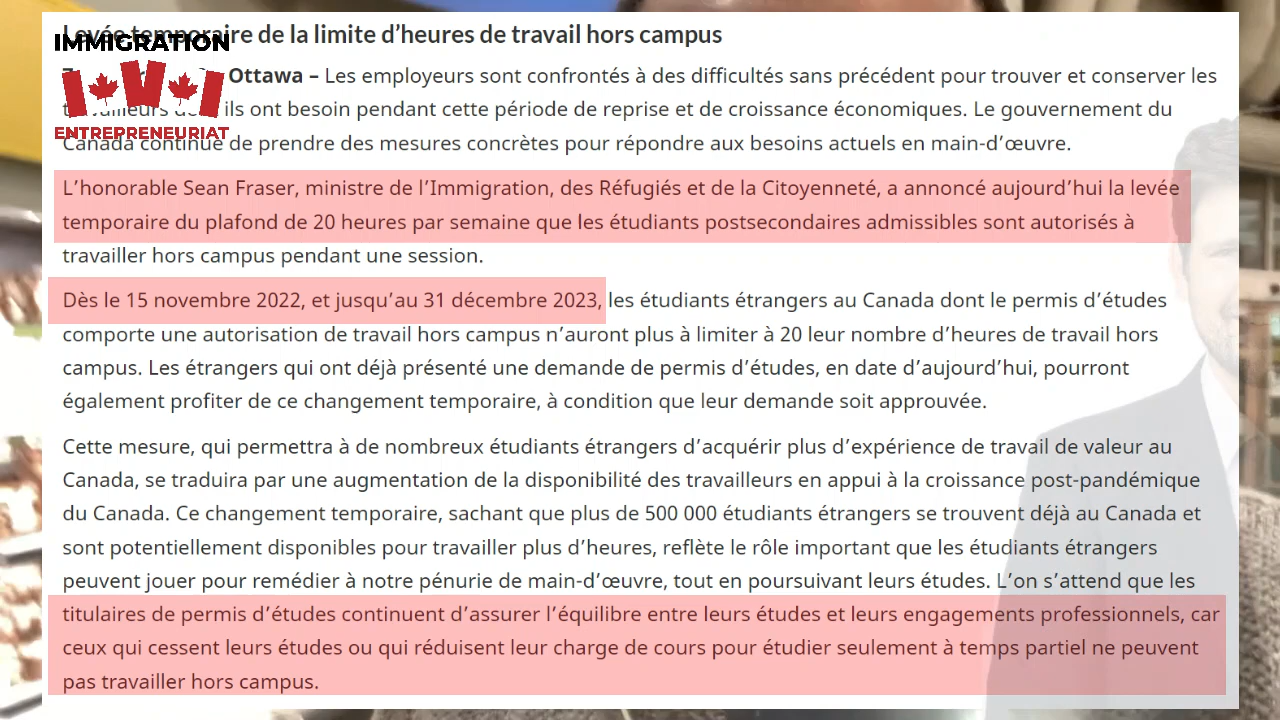 Levée temporaire de la limite d’heures de travail hors campus
IMMIGRATION
ENTREPRENEURIAT
Ottawa – Les employeurs sont confrontés à des difficultés sans précédent pour trouver et conserver les
travailleurs ils ont besoin pendant cette période de reprise et de croissance économiques. Le gouvernement du
Canada continue de prendre des mesures concrètes pour répondre aux besoins actuels en main-d’œuvre.
L’honorable Sean Fraser, ministre de l’Immigration, des Réfugiés et de la Citoyenneté, a annoncé aujourd’hui la levée
temporaire du plafond de 20 heures par semaine que les étudiants postsecondaires admissibles sont autorisés à
travailler hors campus pendant une session.
Dès le 15 novembre 2022, et jusqu’au 31 décembre 2023, les étudiants étrangers au Canada dont le permis d’études
comporte une autorisation de travail hors campus n’auront plus à limiter à 20 leur nombre d’heures de travail hors
campus. Les étrangers qui ont déjà présenté une demande de permis d’études, en date d’aujourd’hui, pourront
également profiter de ce changement temporaire, à condition que leur demande soit approuvée.
Cette mesure, qui permettra à de nombreux étudiants étrangers d’acquérir plus d’expérience de travail de valeur au
Canada, se traduira par une augmentation de la disponibilité des travailleurs en appui à la croissance post-pandémique
du Canada. Ce changement temporaire, sachant que plus de 500 000 étudiants étrangers se trouvent déjà au Canada et
sont potentiellement disponibles pour travailler plus d’heures, reflète le rôle important que les étudiants étrangers
peuvent jouer pour remédier à notre pénurie de main-d’œuvre, tout en poursuivant leurs études. L’on s’attend que les
titulaires de permis d’études continuent d’assurer l’équilibre entre leurs études et leurs engagements professionnels, car
ceux qui cessent leurs études ou qui réduisent leur charge de cours pour étudier seulement à temps partiel ne peuvent
pas travailler hors campus.